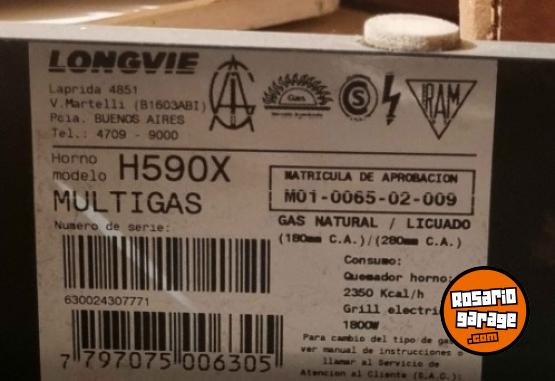 LONGVIE
Laprida 4851
V.Martelli (B1603ABI)
Pcia. BUENOS AIRES
Tel.: 4709 - 9000
Gas
S
IRAM
Horno
modelo H590X
MULTIGAS
MATRICULA DE APROBACION
M01-0065-02-009
GAS NATURAL / LICUADO
(180mm C.A.)/(280mm C.A.)
Numero de serie:
630024307771
7 797075 006305
Consumo:
Quemador horno:
2350 Kcal/h
Grill electri
1800W
Para cambio del tipo de gas
ver manual de instrucciones o
llamar al Servicio de
Atencion al Cliente (S.A.C):
Rosario
garage
.com